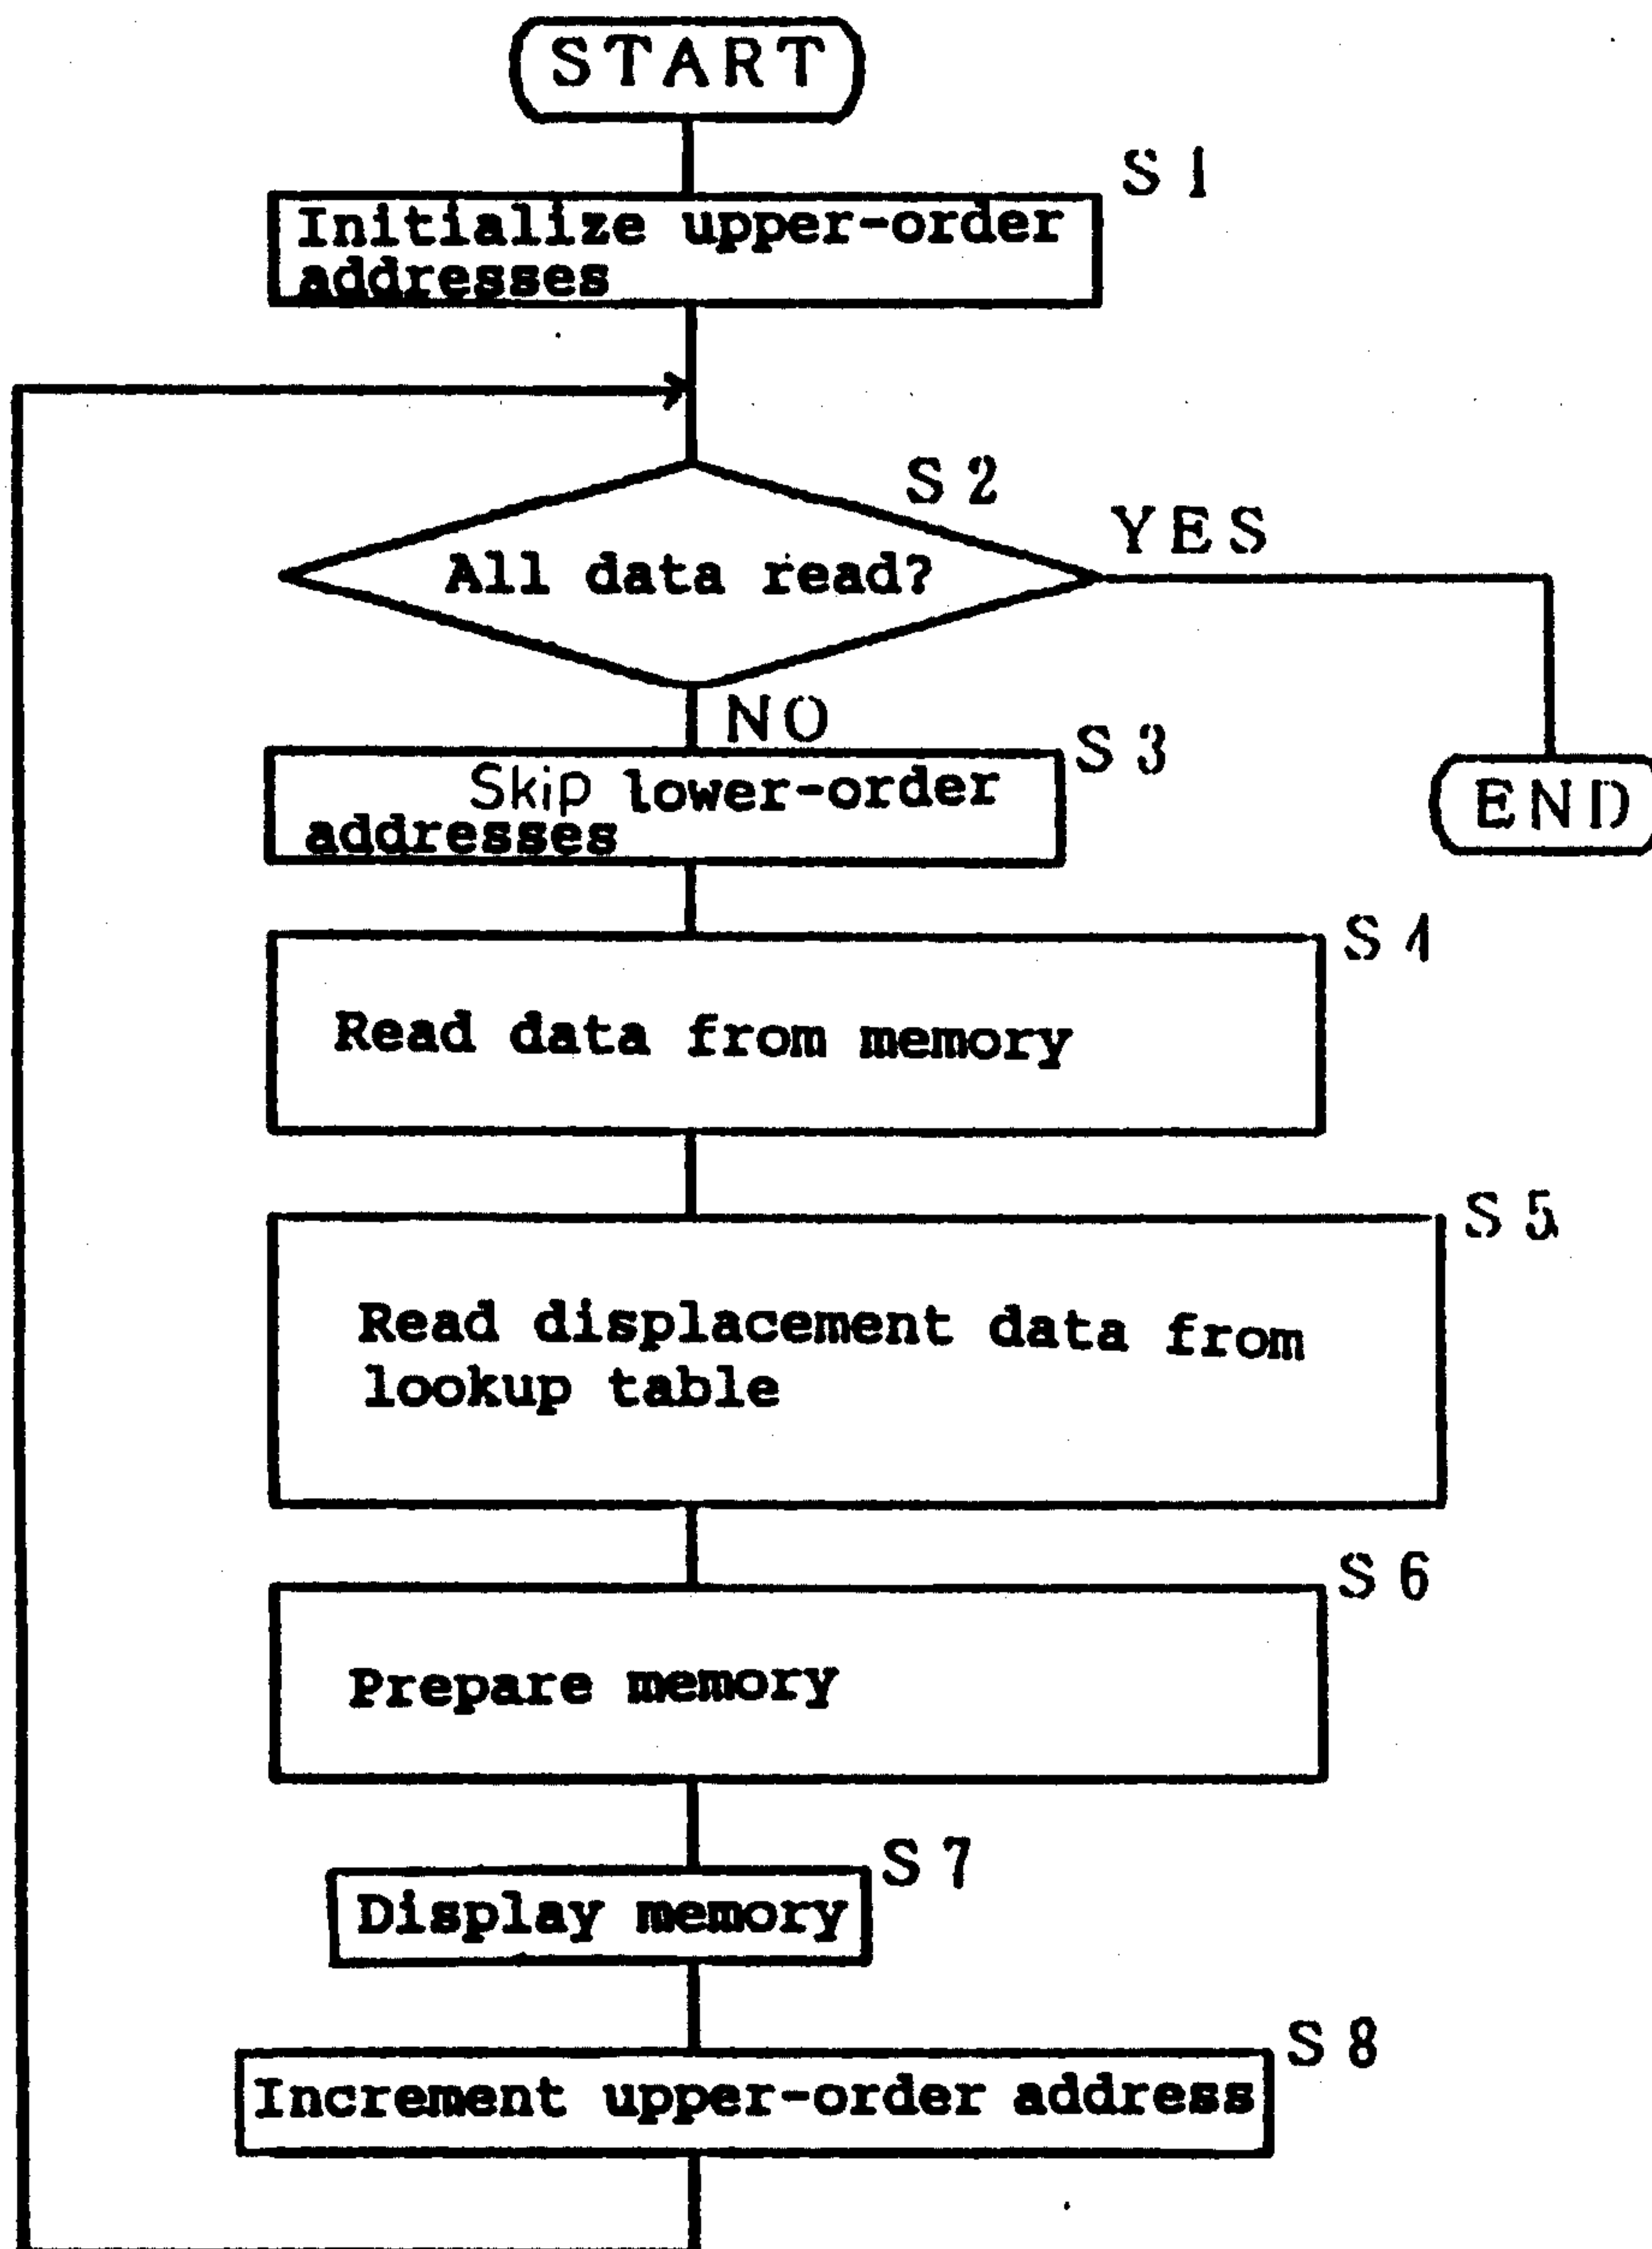 START
S1
Initialize upper-order
addresses
S2
YES
All data read?
NO
S3
Skip lower-order
addresses
END
S4
Read data from memory
S5
Read displacement data from
lookup table
S6
Prepare memory
S7
Display memory
S8
Increment upper-order address